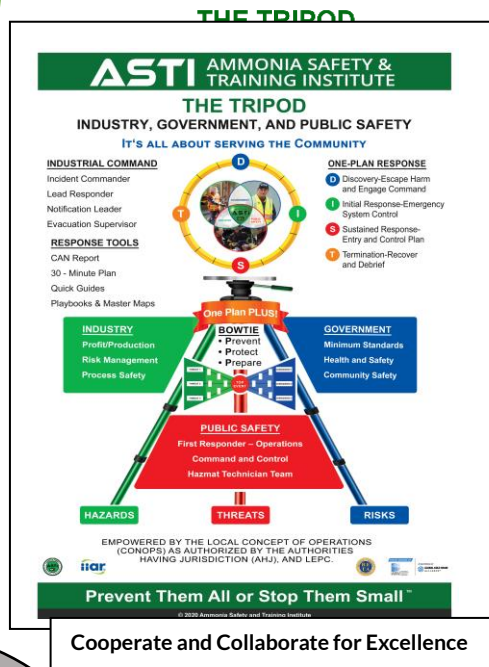 THE TRIPOD
ASTI AMMONIA SAFETY & TRAINING INSTITUTE
THE TRIPOD
INDUSTRY, GOVERNMENT, AND PUBLIC SAFETY
IT'S ALL ABOUT SERVING THE COMMUNITY
INDUSTRIAL COMMAND
Incident Commander
Lead Responder
Notification Leader
Evacuation Supervisor
RESPONSE TOOLS
CAN Report
30 - Minute Plan
Quick Guides
Playbooks & Master Maps
D
T
I
S
ASTI
ONE-PLAN RESPONSE
D Discovery-Escape Harm
and Engage Command
I Initial Response-Emergency
System Control
S Sustained Response-
Entry and Control Plan
T Termination-Recover
and Debrief
One Plan PLUS!
INDUSTRY
Profit/Production
Risk Management
Process Safety
BOWTIE
• Prevent
• Protect
• Prepare
GOVERNMENT
Minimum Standards
Health and Safety
Community Safety
TOP
EVENT
PUBLIC SAFETY
First Responder – Operations
Command and Control
Hazmat Technician Team
HAZARDS
THREATS
RISKS
EMPOWERED BY THE LOCAL CONCEPT OF OPERATIONS
(CONOPS) AS AUTHORIZED BY THE AUTHORITIES
HAVING JURISDICTION (AHJ), AND LEPC.
iiar
Prevent Them All or Stop Them Small™
© 2020 Ammonia Safety and Training Institute
Cooperate and Collaborate for Excellence